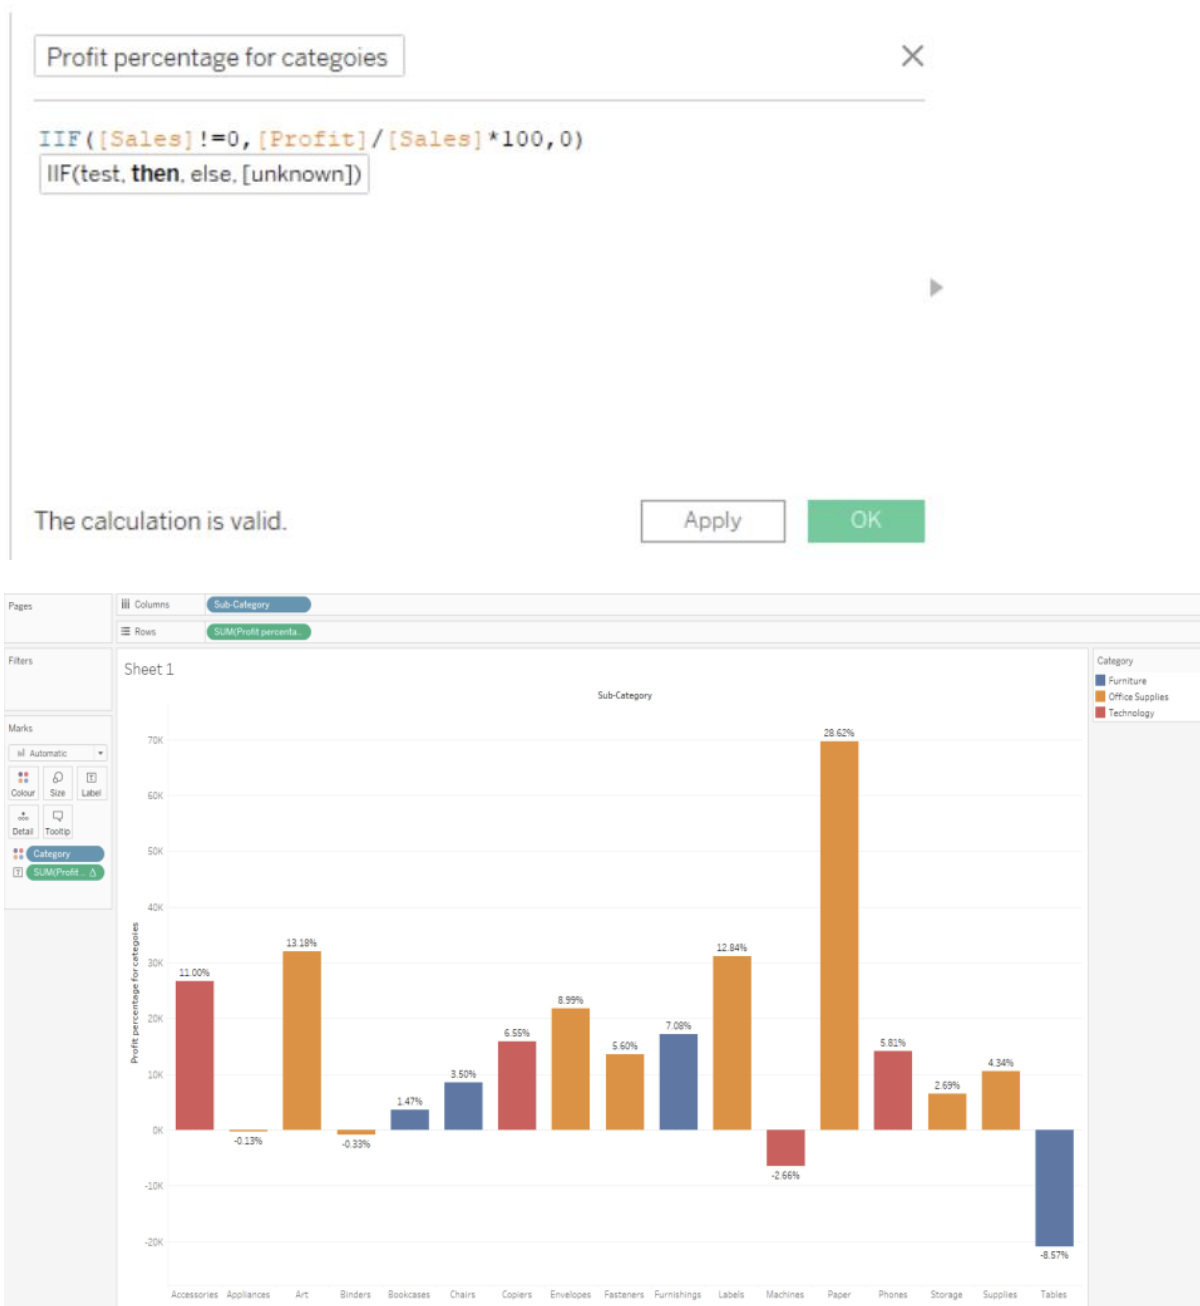 Profit percentage for categoies
IIF([Sales]!=0,[Profit]/[Sales]*100,0)
IIF(test, then, else, [unknown])
The calculation is valid.
Apply
OK
Pages
Columns
Sub-Category
Rows
SUM(Profit percenta..
Filters
Marks
Automatic
Colour
Size
Label
Detail
Tooltip
Category
SUM(Profit ..
Sheet 1
Sub-Category
Profit percentage for categoies
70K
60K
50K
40K
30K
20K
10K
0K
-10K
-20K
11.00%
-0.13%
13.18%
-0.33%
1.47%
3.50%
6.55%
8.99%
5.60%
7.08%
12.84%
-2.66%
28.62%
5.81%
2.69%
4.34%
-8.57%
Accessories Appliances Art Binders Bookcases Chairs Copiers Envelopes Fasteners Furnishings Labels Machines Paper Phones Storage Supplies Tables
Category
Furniture
Office Supplies
Technology